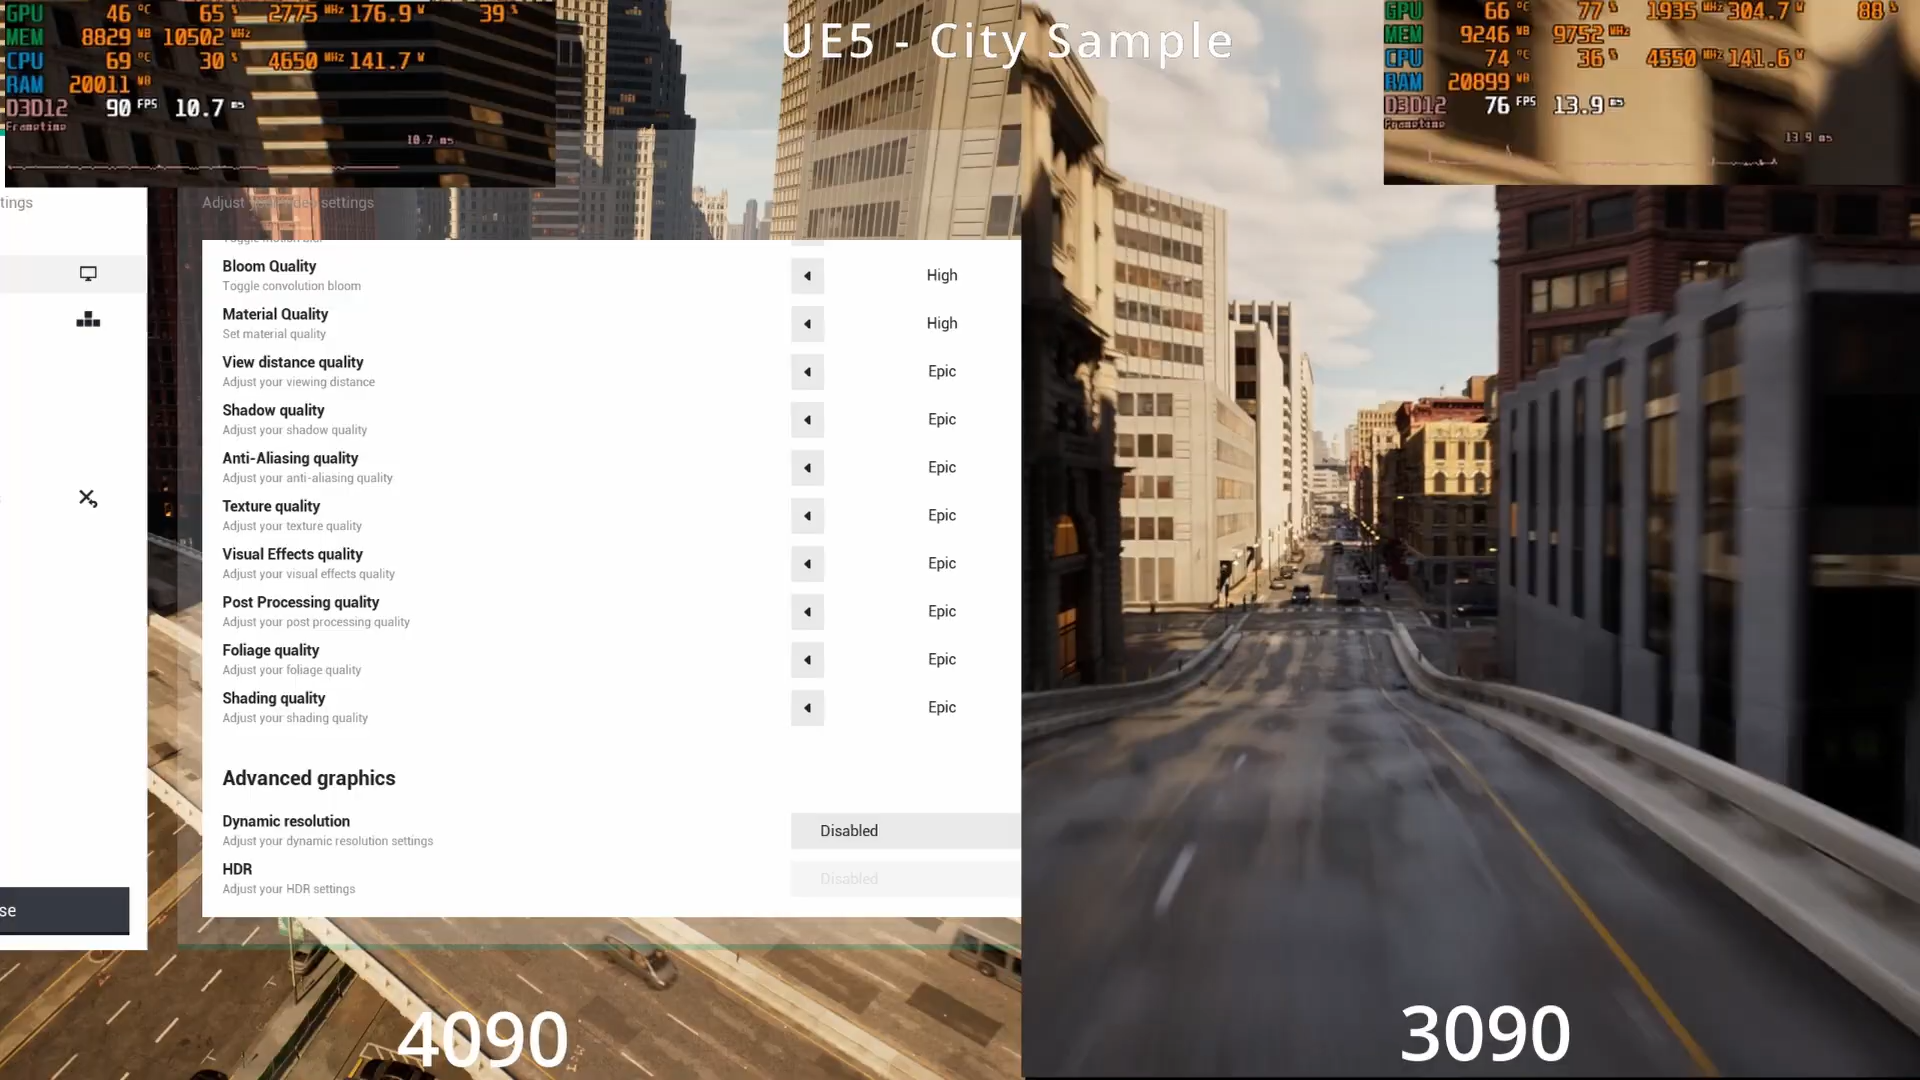 GPU 46 °C 65 % 2775 MHz 176.9 W 39 %
MEM 8829 MB 10502 MHz
CPU 69 °C 30 % 4650 MHz 141.7 W
RAM 20011 MB
D3D12 90 FPS 10.7 ms
Frametime
10.7 ms
UE5 - City Sample
GPU 66 °C 77 % 1935 MHz 304.7 W 88 %
MEM 9246 MB 9752 MHz
CPU 74 °C 36 % 4550 MHz 141.6 W
RAM 20899 MB
D3D12 76 FPS 13.9 ms
Frametime
13.9 ms
tings
Adjust your video settings
Toggle motion blur
Bloom Quality
Toggle convolution bloom
High
Material Quality
Set material quality
High
View distance quality
Adjust your viewing distance
Epic
Shadow quality
Adjust your shadow quality
Epic
Anti-Aliasing quality
Adjust your anti-aliasing quality
Epic
Texture quality
Adjust your texture quality
Epic
Visual Effects quality
Adjust your visual effects quality
Epic
Post Processing quality
Adjust your post processing quality
Epic
Foliage quality
Adjust your foliage quality
Epic
Shading quality
Adjust your shading quality
Epic
Advanced graphics
Dynamic resolution
Adjust your dynamic resolution settings
Disabled
HDR
Adjust your HDR settings
Disabled
se
4090
3090